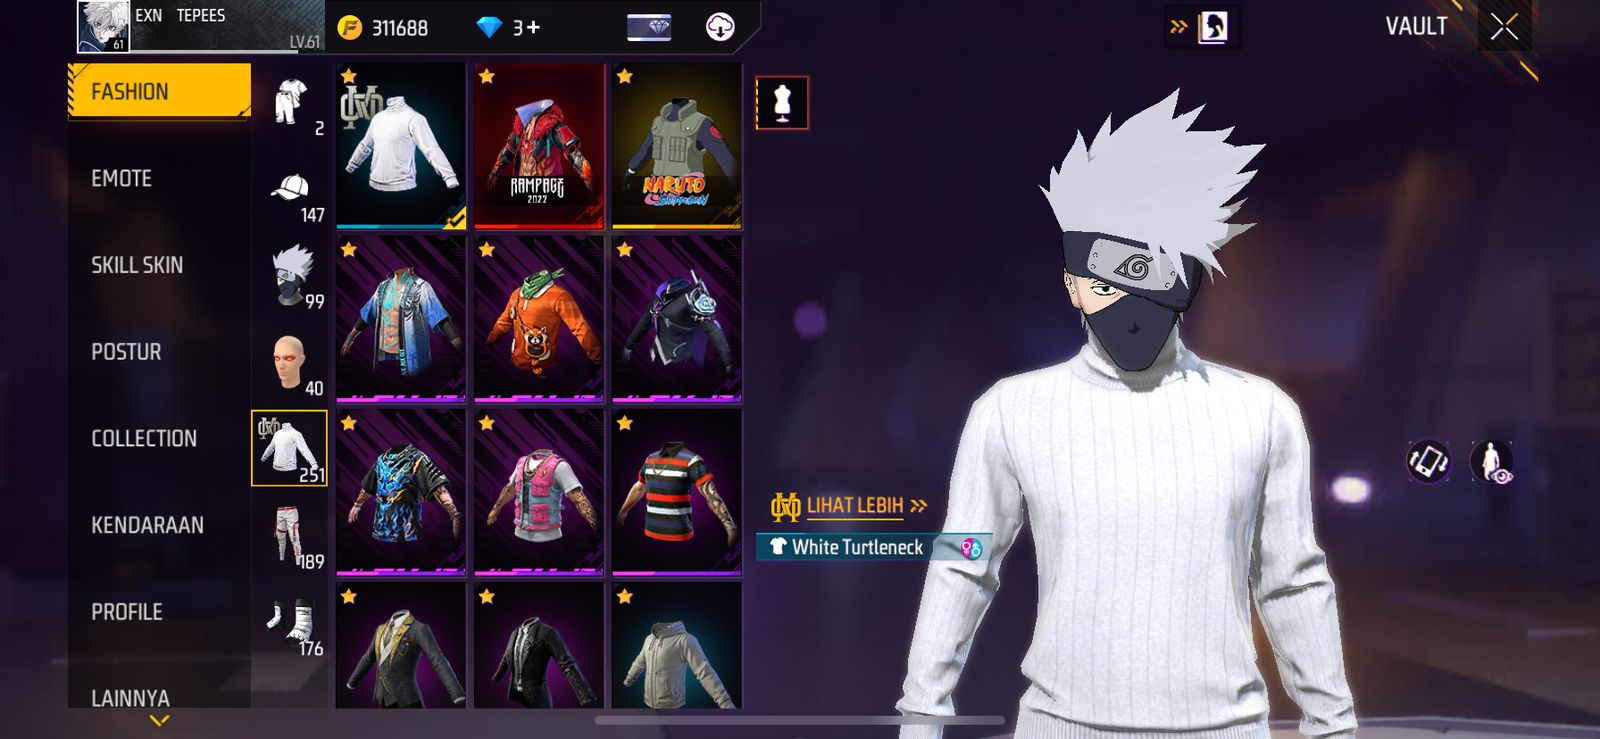 EXN TEPEES
61
LV.61
311688
3+
VAULT
FASHION
EMOTE
SKILL SKIN
POSTUR
COLLECTION
KENDARAAN
PROFILE
LAINNYA
2
147
99
40
251
189
176
RAMPAGE
2022
NARUTO
SHIPPUDEN
LIHAT LEBIH
White Turtleneck